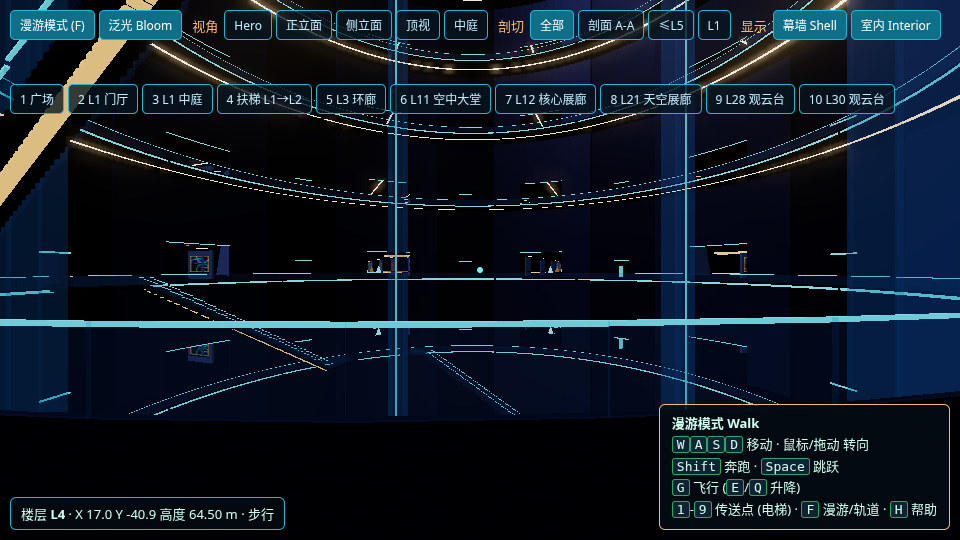 漫游模式 (F) 泛光 Bloom 视角 Hero 正立面 侧立面 顶视 中庭 剖切 全部 剖面 A-A ≤L5 L1 显示 幕墙 Shell 室内 Interior
1 广场 2 L1 门厅 3 L1 中庭 4 扶梯 L1→L2 5 L3 环廊 6 L11 空中大堂 7 L12 核心展廊 8 L21 天空展廊 9 L28 观云台 10 L30 观云台
漫游模式 Walk
W A S D 移动 · 鼠标/拖动 转向
Shift 奔跑 · Space 跳跃
G 飞行 (E/Q 升降)
1-9 传送点 (电梯) · F 漫游/轨道 · H 帮助
楼层 L4 · X 17.0 Y -40.9 高度 64.50 m · 步行